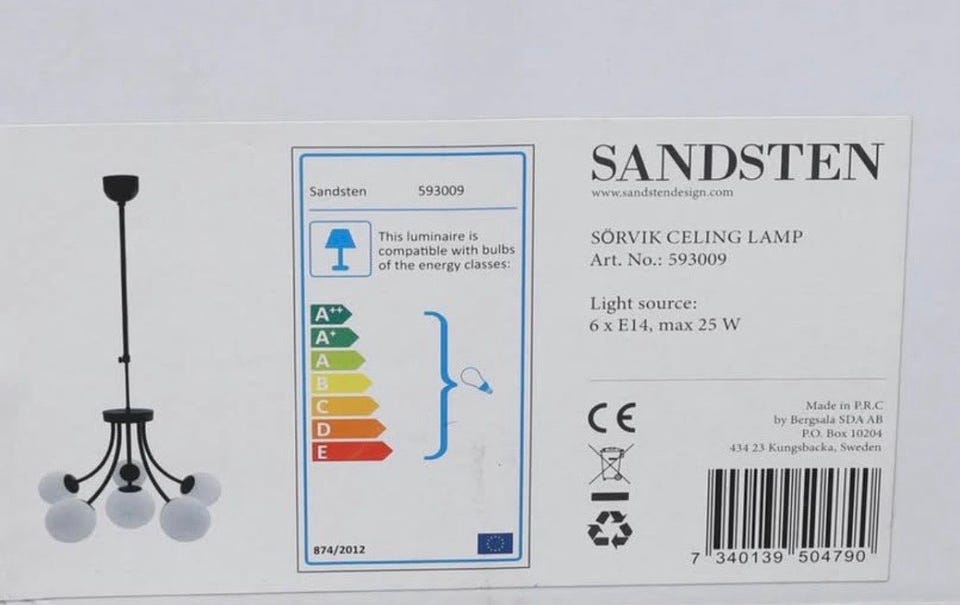 Sandsten 593009
This luminaire is
compatible with bulbs
of the energy classes:
A++
A+
A
B
C
D
E
874/2012
SANDSTEN
www.sandstendesign.com
SÖRVIK CELING LAMP
Art. No.: 593009
Light source:
6 x E14, max 25 W
CE
Made in P.R.C
by Bergsala SDA AB
P.O. Box 10204
434 23 Kungsbacka, Sweden
7 340139 504790